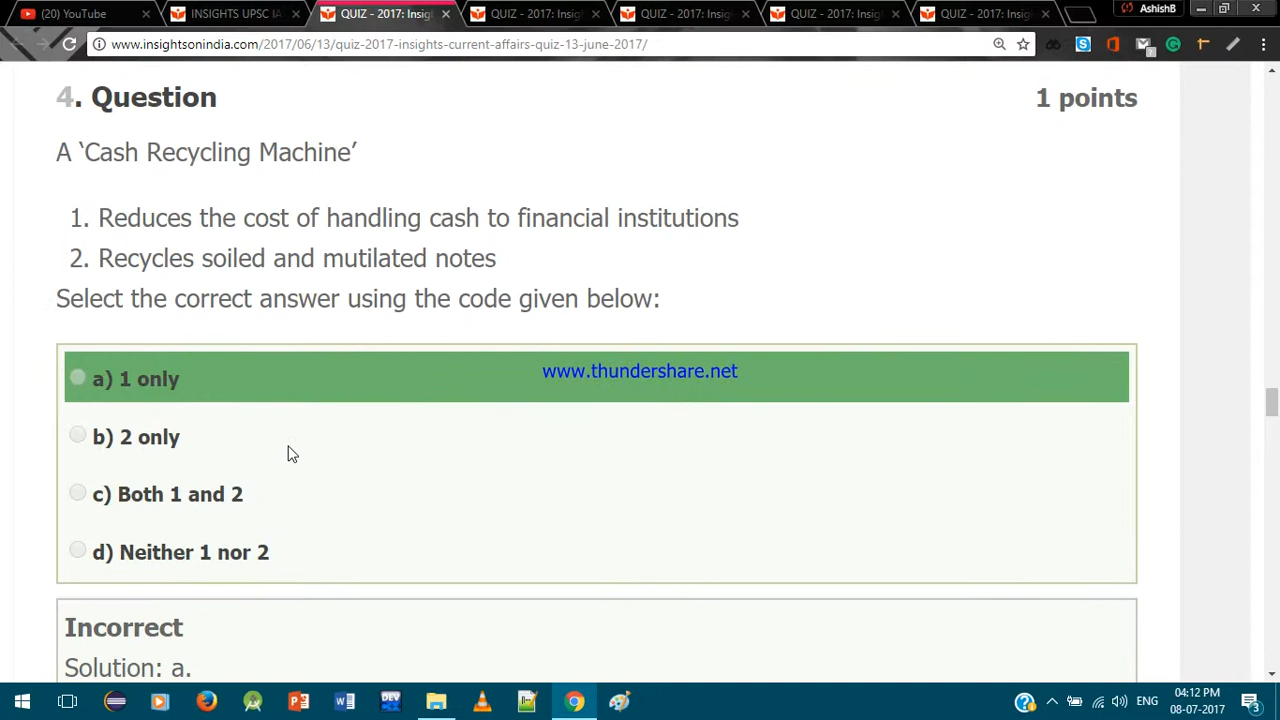 (20) YouTube
INSIGHTS UPSC IA
QUIZ - 2017: Insigh
QUIZ - 2017: Insigh
QUIZ - 2017: Insigh
QUIZ - 2017: Insigh
QUIZ - 2017: Insigh
AshishB
www.insightsonindia.com/2017/06/13/quiz-2017-insights-current-affairs-quiz-13-june-2017/
4. Question
1 points
A ‘Cash Recycling Machine’
1. Reduces the cost of handling cash to financial institutions
2. Recycles soiled and mutilated notes
Select the correct answer using the code given below:
a) 1 only
www.thundershare.net
b) 2 only
c) Both 1 and 2
d) Neither 1 nor 2
Incorrect
Solution: a.
DEV
ENG
04:12 PM
08-07-2017
3